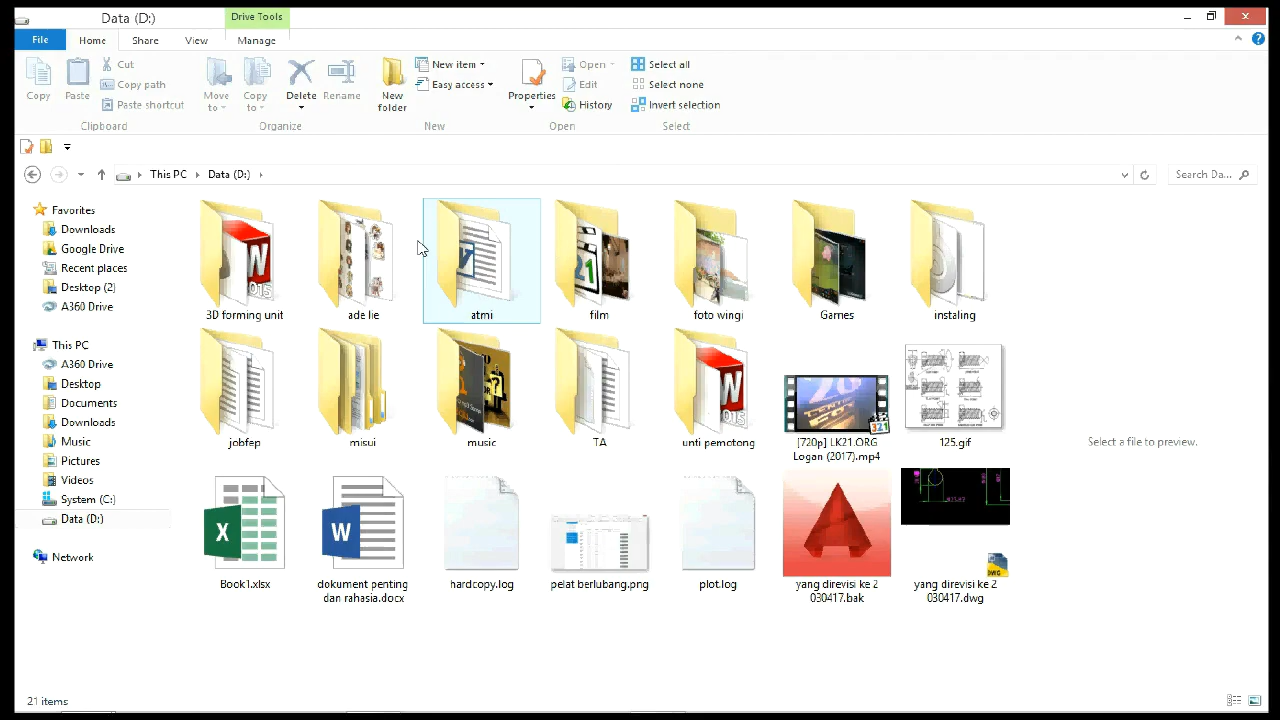 Data (D:)
Drive Tools
File
Home
Share
View
Manage
Copy
Paste
Cut
Copy path
Paste shortcut
Clipboard
Move to
Copy to
Delete
Rename
Organize
New folder
New item
Easy access
New
Properties
Open
Edit
History
Open
Select all
Select none
Invert selection
Select
This PC
Data (D:)
Search Da...
Favorites
Downloads
Google Drive
Recent places
Desktop (2)
A360 Drive
This PC
A360 Drive
Desktop
Documents
Downloads
Music
Pictures
Videos
System (C:)
Data (D:)
Network
3D forming unit
ade lie
atmi
film
foto wingi
Games
instaling
jobfep
misui
music
TA
unti pemotong
[720p] LK21.ORG
Logan (2017).mp4
125.gif
Select a file to preview.
Book1.xlsx
dokument penting
dan rahasia.docx
hardcopy.log
pelat berlubang.png
plot.log
yang direvisi ke 2
030417.bak
yang direvisi ke 2
030417.dwg
21 items